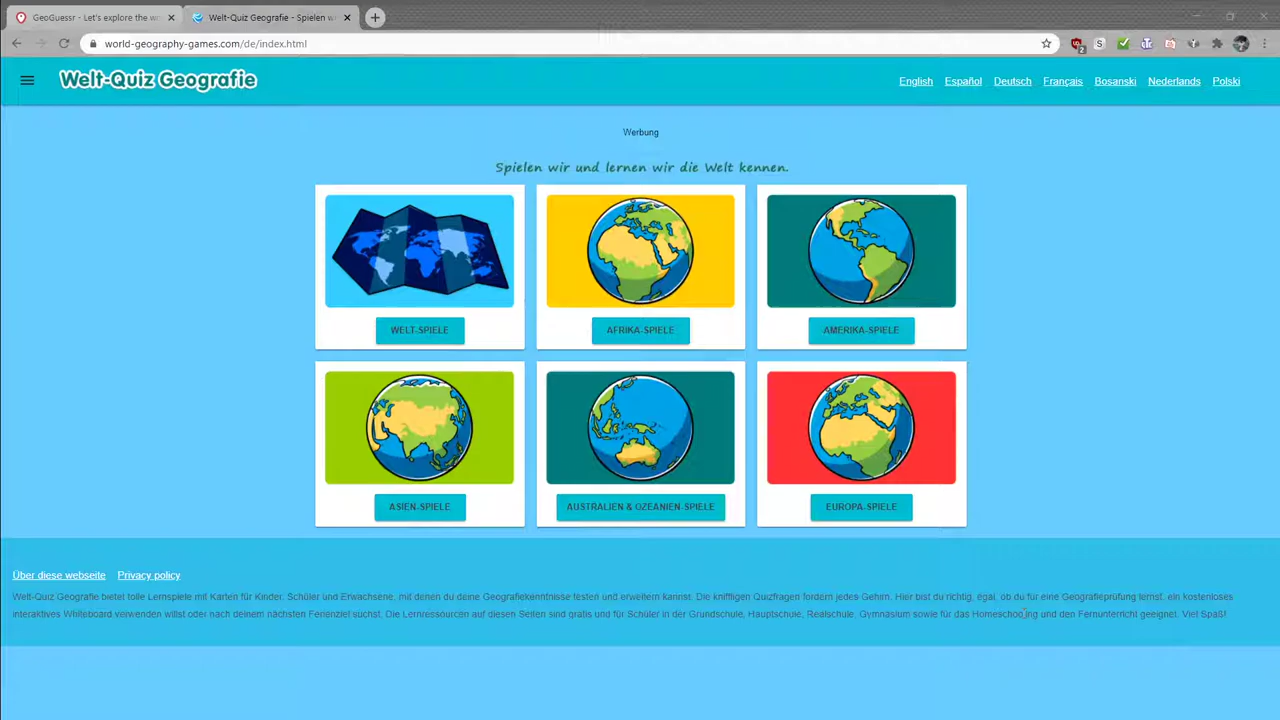 GeoGuessr - Let's explore the w
Welt-Quiz Geografie - Spielen w
world-geography-games.com/de/index.html
Welt-Quiz Geografie
English Español Deutsch Français Bosanski Nederlands Polski
Werbung
Spielen wir und lernen wir die Welt kennen.
WELT-SPIELE AFRIKA-SPIELE AMERIKA-SPIELE
ASIEN-SPIELE AUSTRALIEN & OZEANIEN-SPIELE EUROPA-SPIELE
Über diese webseite Privacy policy
Welt-Quiz Geografie bietet tolle Lernspiele mit Karten für Kinder, Schüler und Erwachsene, mit denen du deine Geografiekenntnisse testen und erweitern kannst. Die kniffligen Quizfragen fordern jedes Gehirn. Hier bist du richtig, egal, ob du für eine Geografieprüfung lernst, ein kostenloses
interaktives Whiteboard verwenden willst oder nach deinem nächsten Ferienziel suchst. Die Lernressourcen auf diesen Seiten sind gratis und für Schüler in der Grundschule, Hauptschule, Realschule, Gymnasium sowie für das Homeschooling und den Fernunterricht geeignet. Viel Spaß!